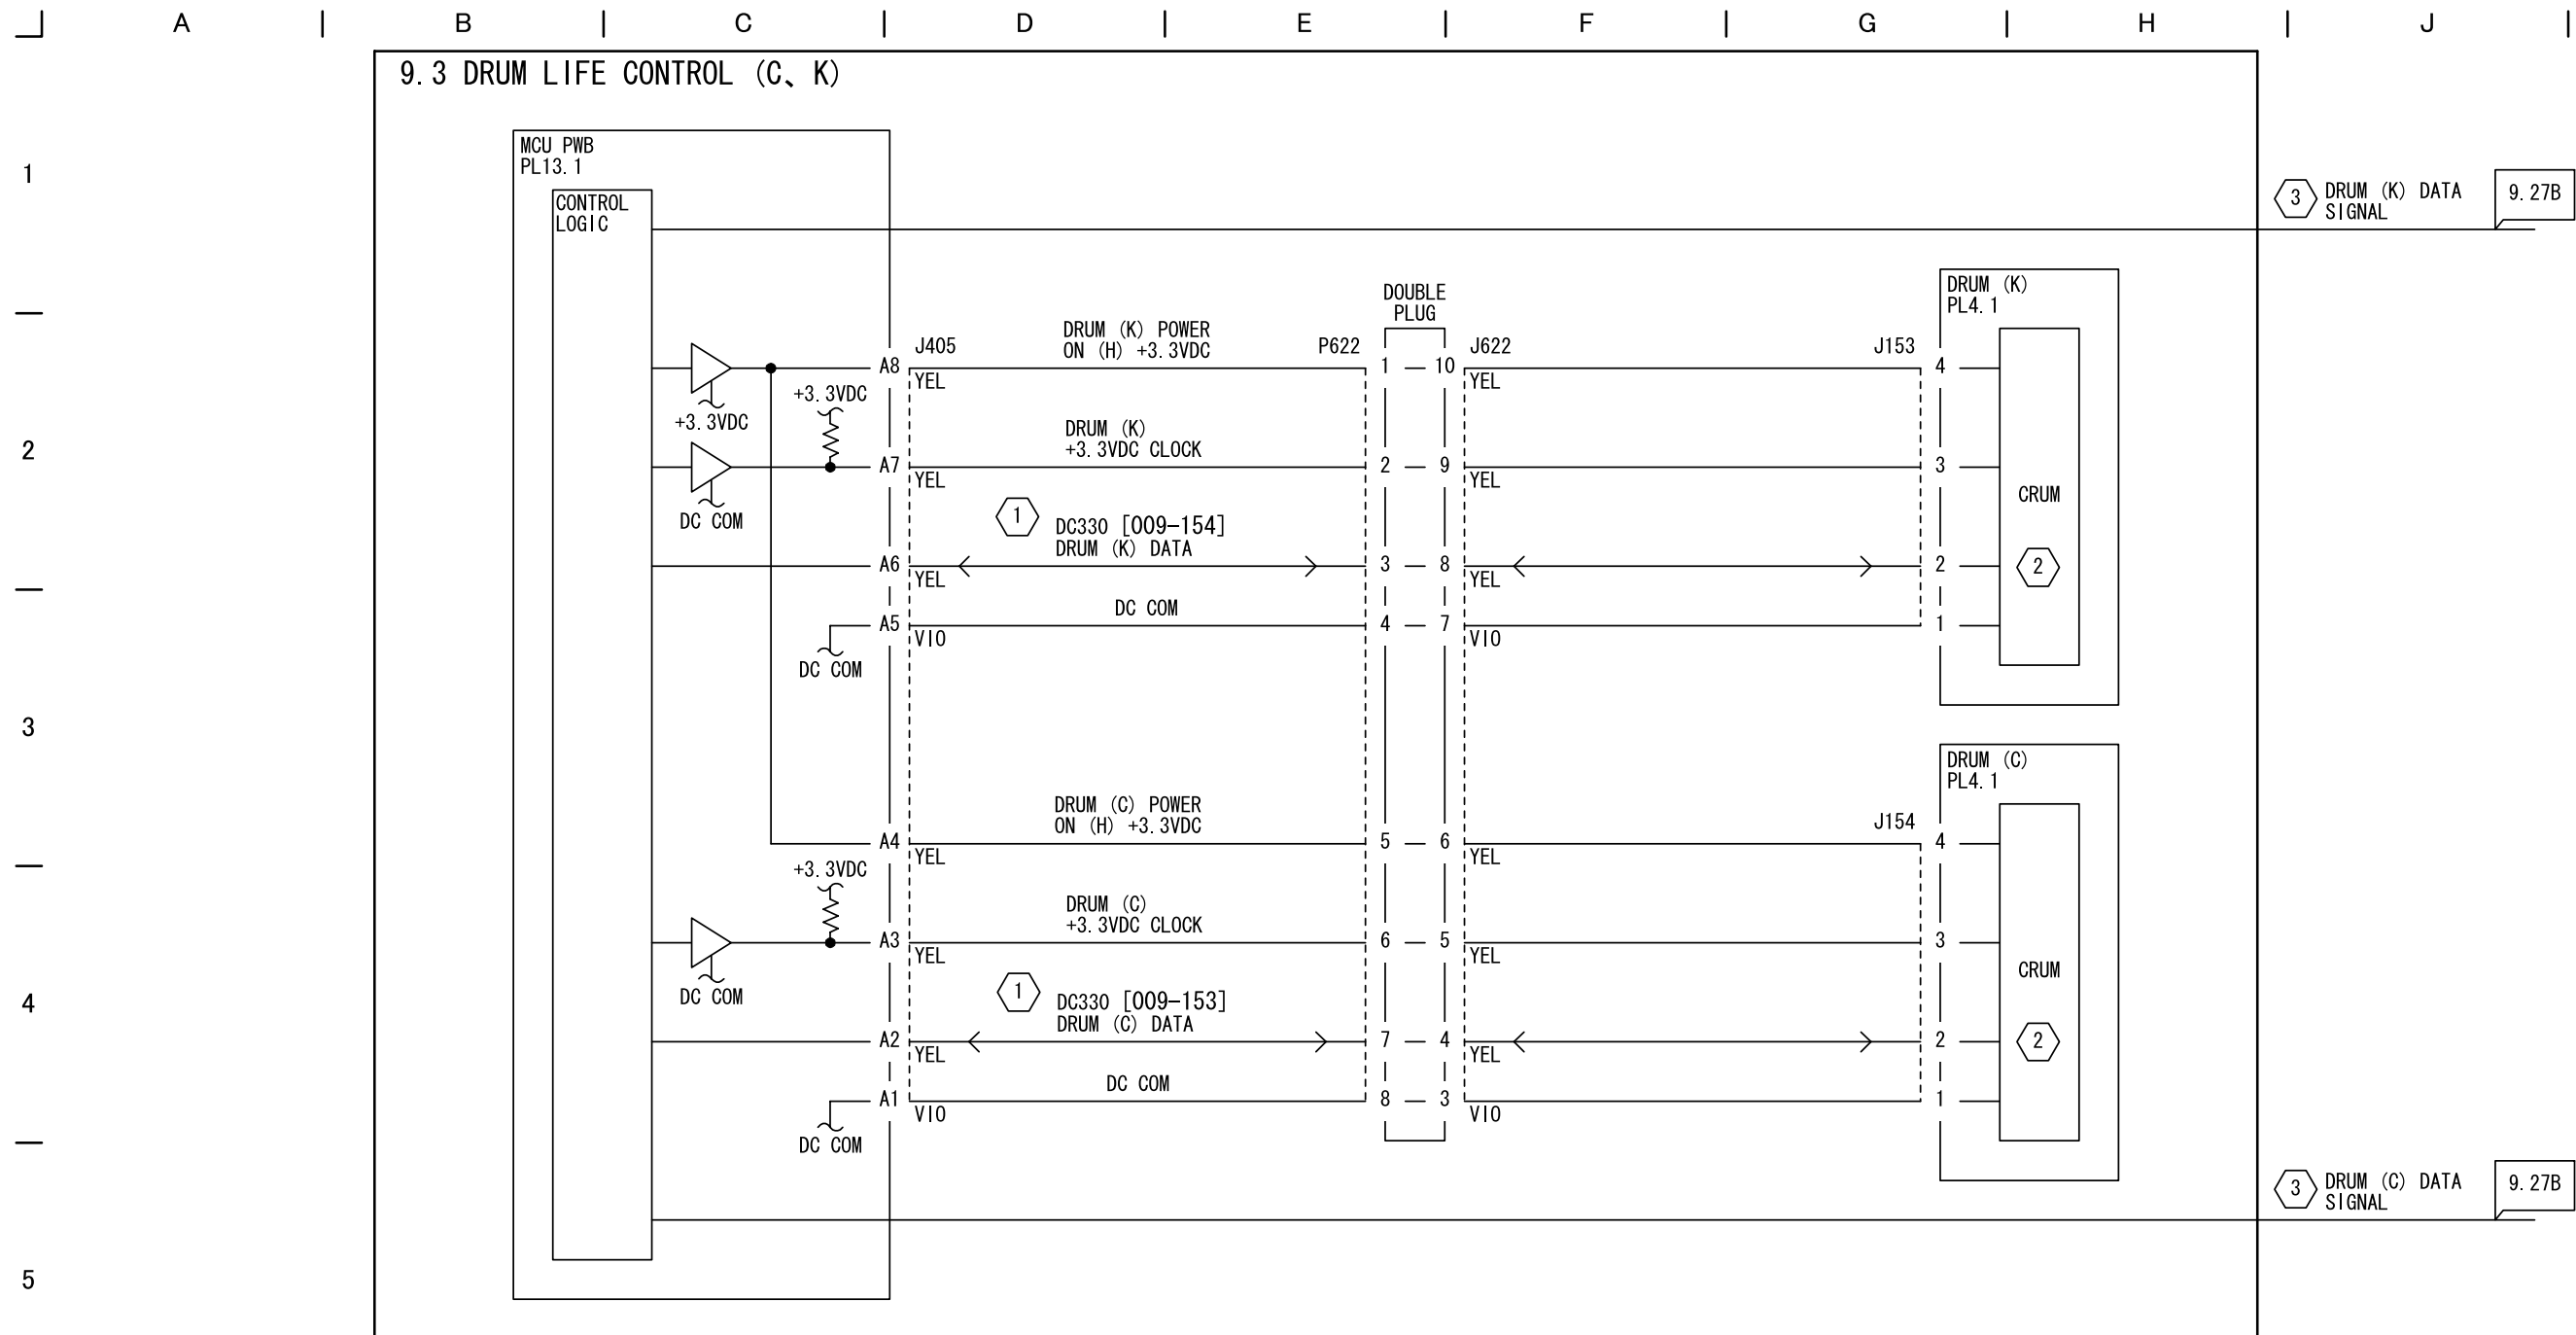 A B C D E F G H J
9.3 DRUM LIFE CONTROL (C、K)
MCU PWB
PL13.1
1
CONTROL
LOGIC
3 DRUM (K) DATA
SIGNAL
9.27B
DRUM (K)
PL4.1
DOUBLE
PLUG
DRUM (K) POWER
ON (H) +3.3VDC
J405 P622 J622 J153
A8 1 10 4
YEL YEL
+3.3VDC
+3.3VDC
2
DRUM (K)
+3.3VDC CLOCK
A7 2 9 3
YEL YEL
CRUM
DC COM
1 DC330 [009-154]
DRUM (K) DATA
A6 3 8 2 2
YEL YEL
DC COM
A5 4 7 1
VIO VIO
DC COM
3
DRUM (C)
PL4.1
DRUM (C) POWER
ON (H) +3.3VDC
J154
A4 5 6 4
YEL YEL
+3.3VDC
DRUM (C)
+3.3VDC CLOCK
A3 6 5 3
YEL YEL
CRUM
DC COM
4
1 DC330 [009-153]
DRUM (C) DATA
A2 7 4 2 2
YEL YEL
DC COM
A1 8 3 1
VIO VIO
DC COM
3 DRUM (C) DATA
SIGNAL
9.27B
5